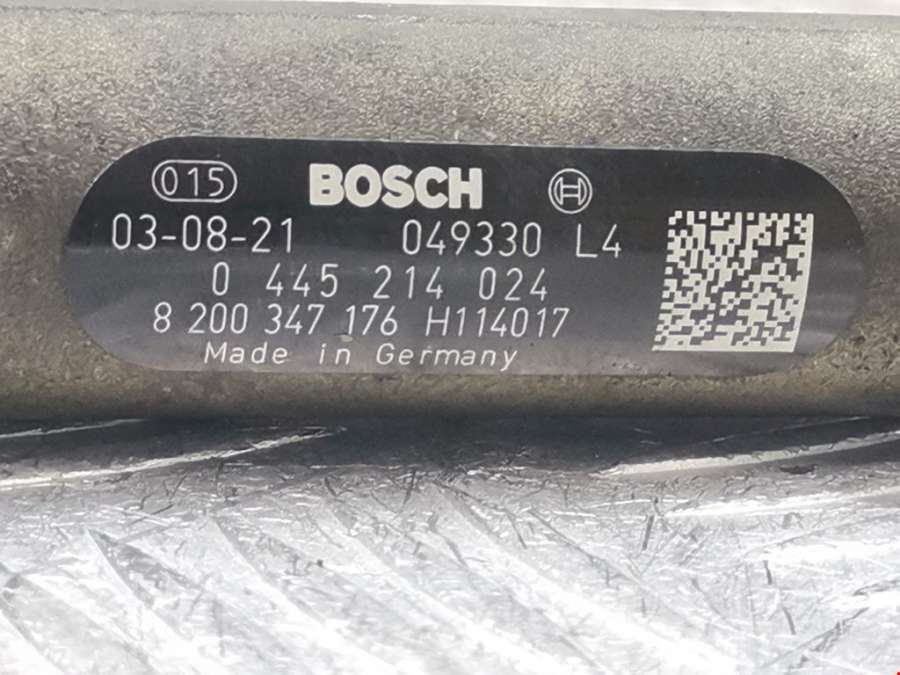 015 BOSCH
03-08-21 049330 L4
0 445 214 024
8 200 347 176 H114017
Made in Germany